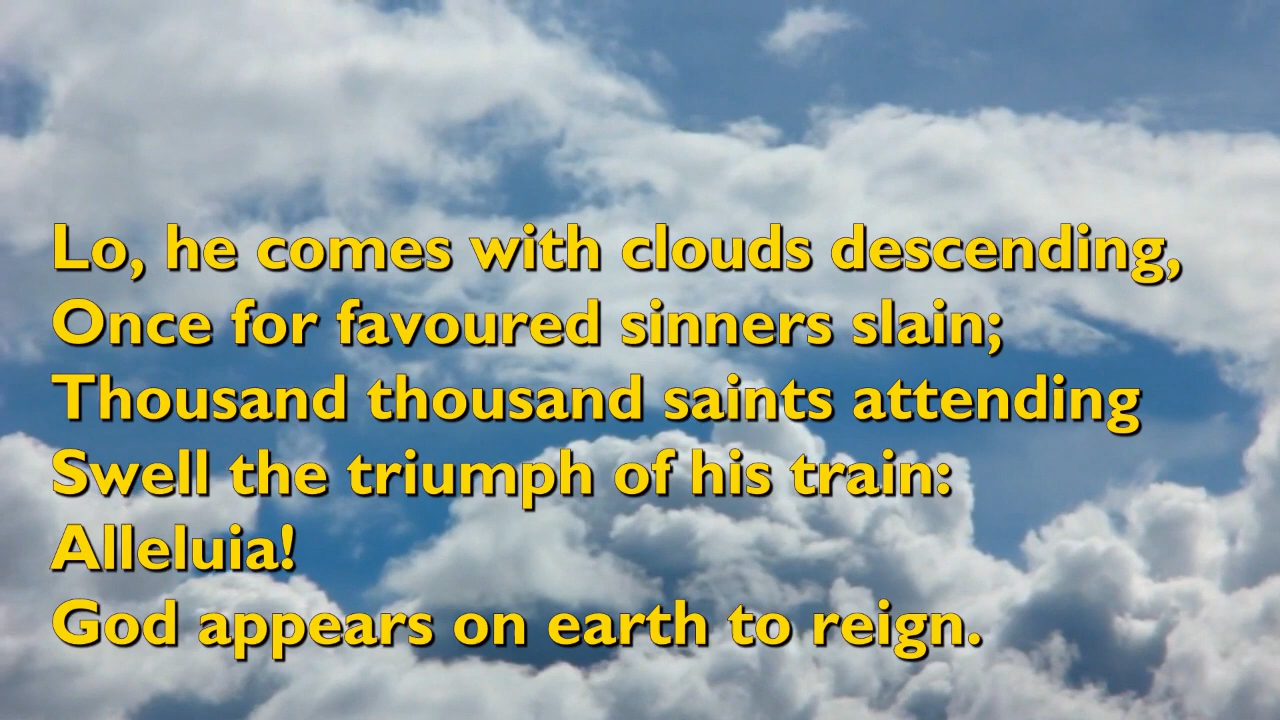 Lo, he comes with clouds descending,
Once for favoured sinners slain;
Thousand thousand saints attending
Swell the triumph of his train:
Alleluia!
God appears on earth to reign.